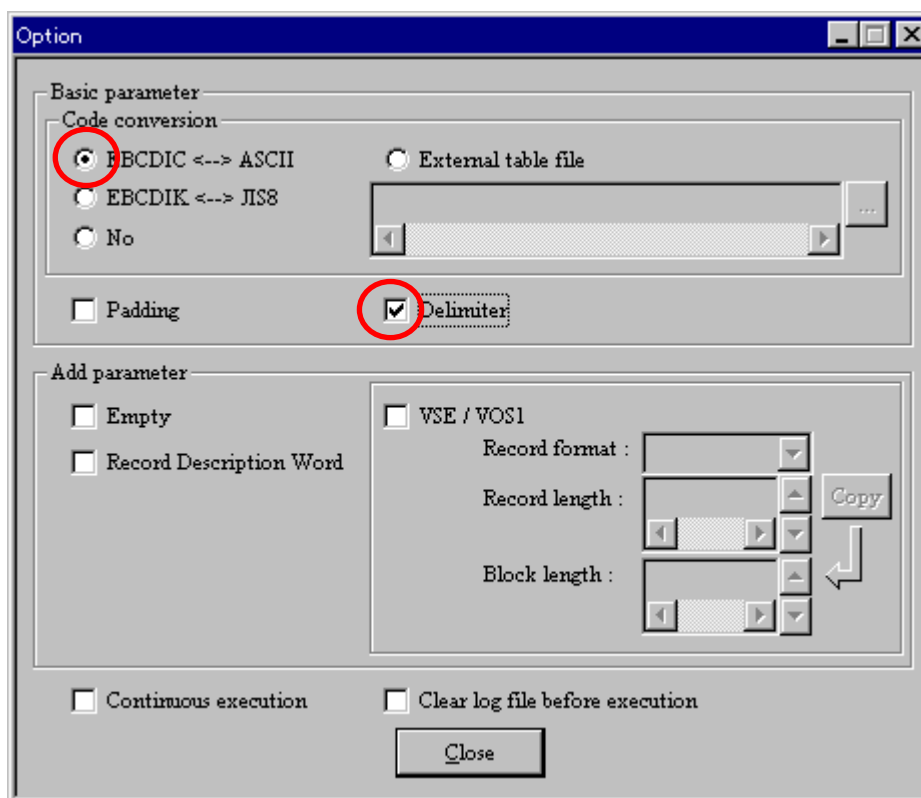 Option
Basic parameter
Code conversion
EBCDIC <--> ASCII
External table file
EBCDIK <--> JIS8
...
No
Padding
Delimiter
Add parameter
Empty
VSE / VOS1
Record Description Word
Record format :
Record length :
Copy
Block length :
Continuous execution
Clear log file before execution
Close